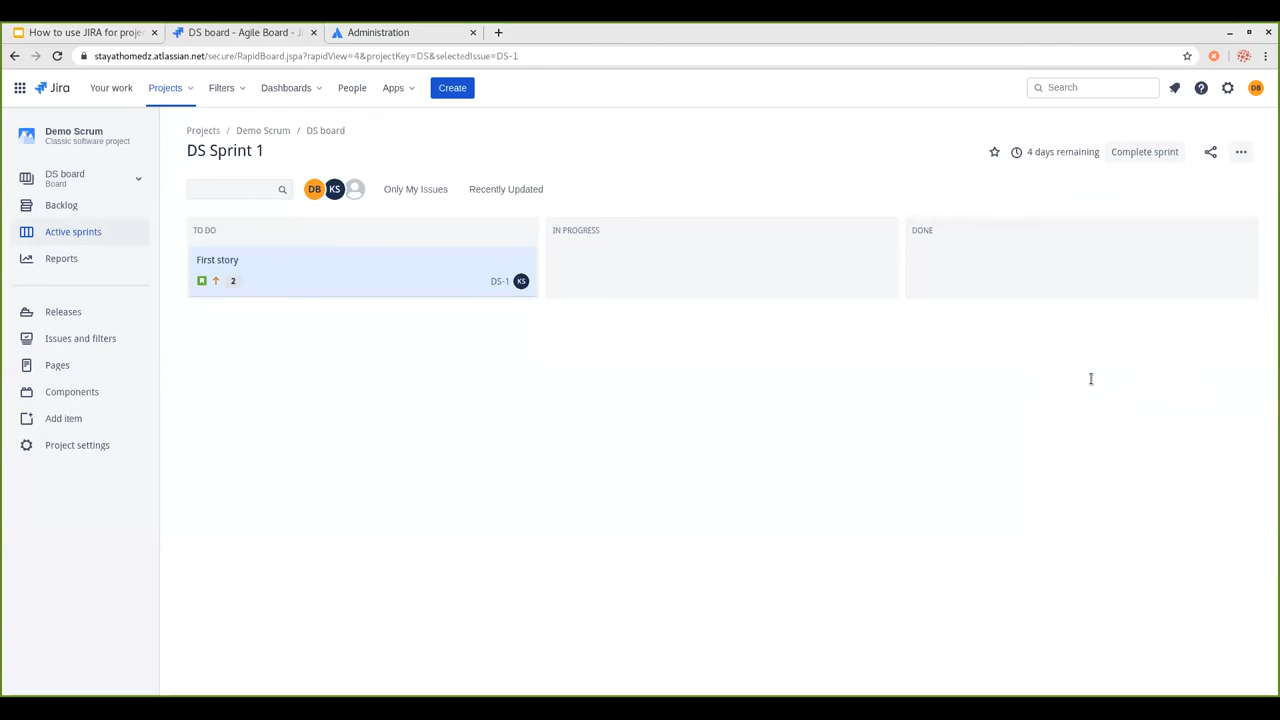 How to use JIRA for proje
DS board - Agile Board - Ji
Administration
stayathomedz.atlassian.net/secure/RapidBoard.jspa?rapidView=4&projectKey=DS&selectedIssue=DS-1
Jira
Your work
Projects
Filters
Dashboards
People
Apps
Create
Search
DB
Demo Scrum
Classic software project
DS board
Board
Backlog
Active sprints
Reports
Releases
Issues and filters
Pages
Components
Add item
Project settings
Projects / Demo Scrum / DS board
DS Sprint 1
4 days remaining
Complete sprint
DB
KS
Only My Issues
Recently Updated
TO DO
IN PROGRESS
DONE
First story
2
DS-1
KS